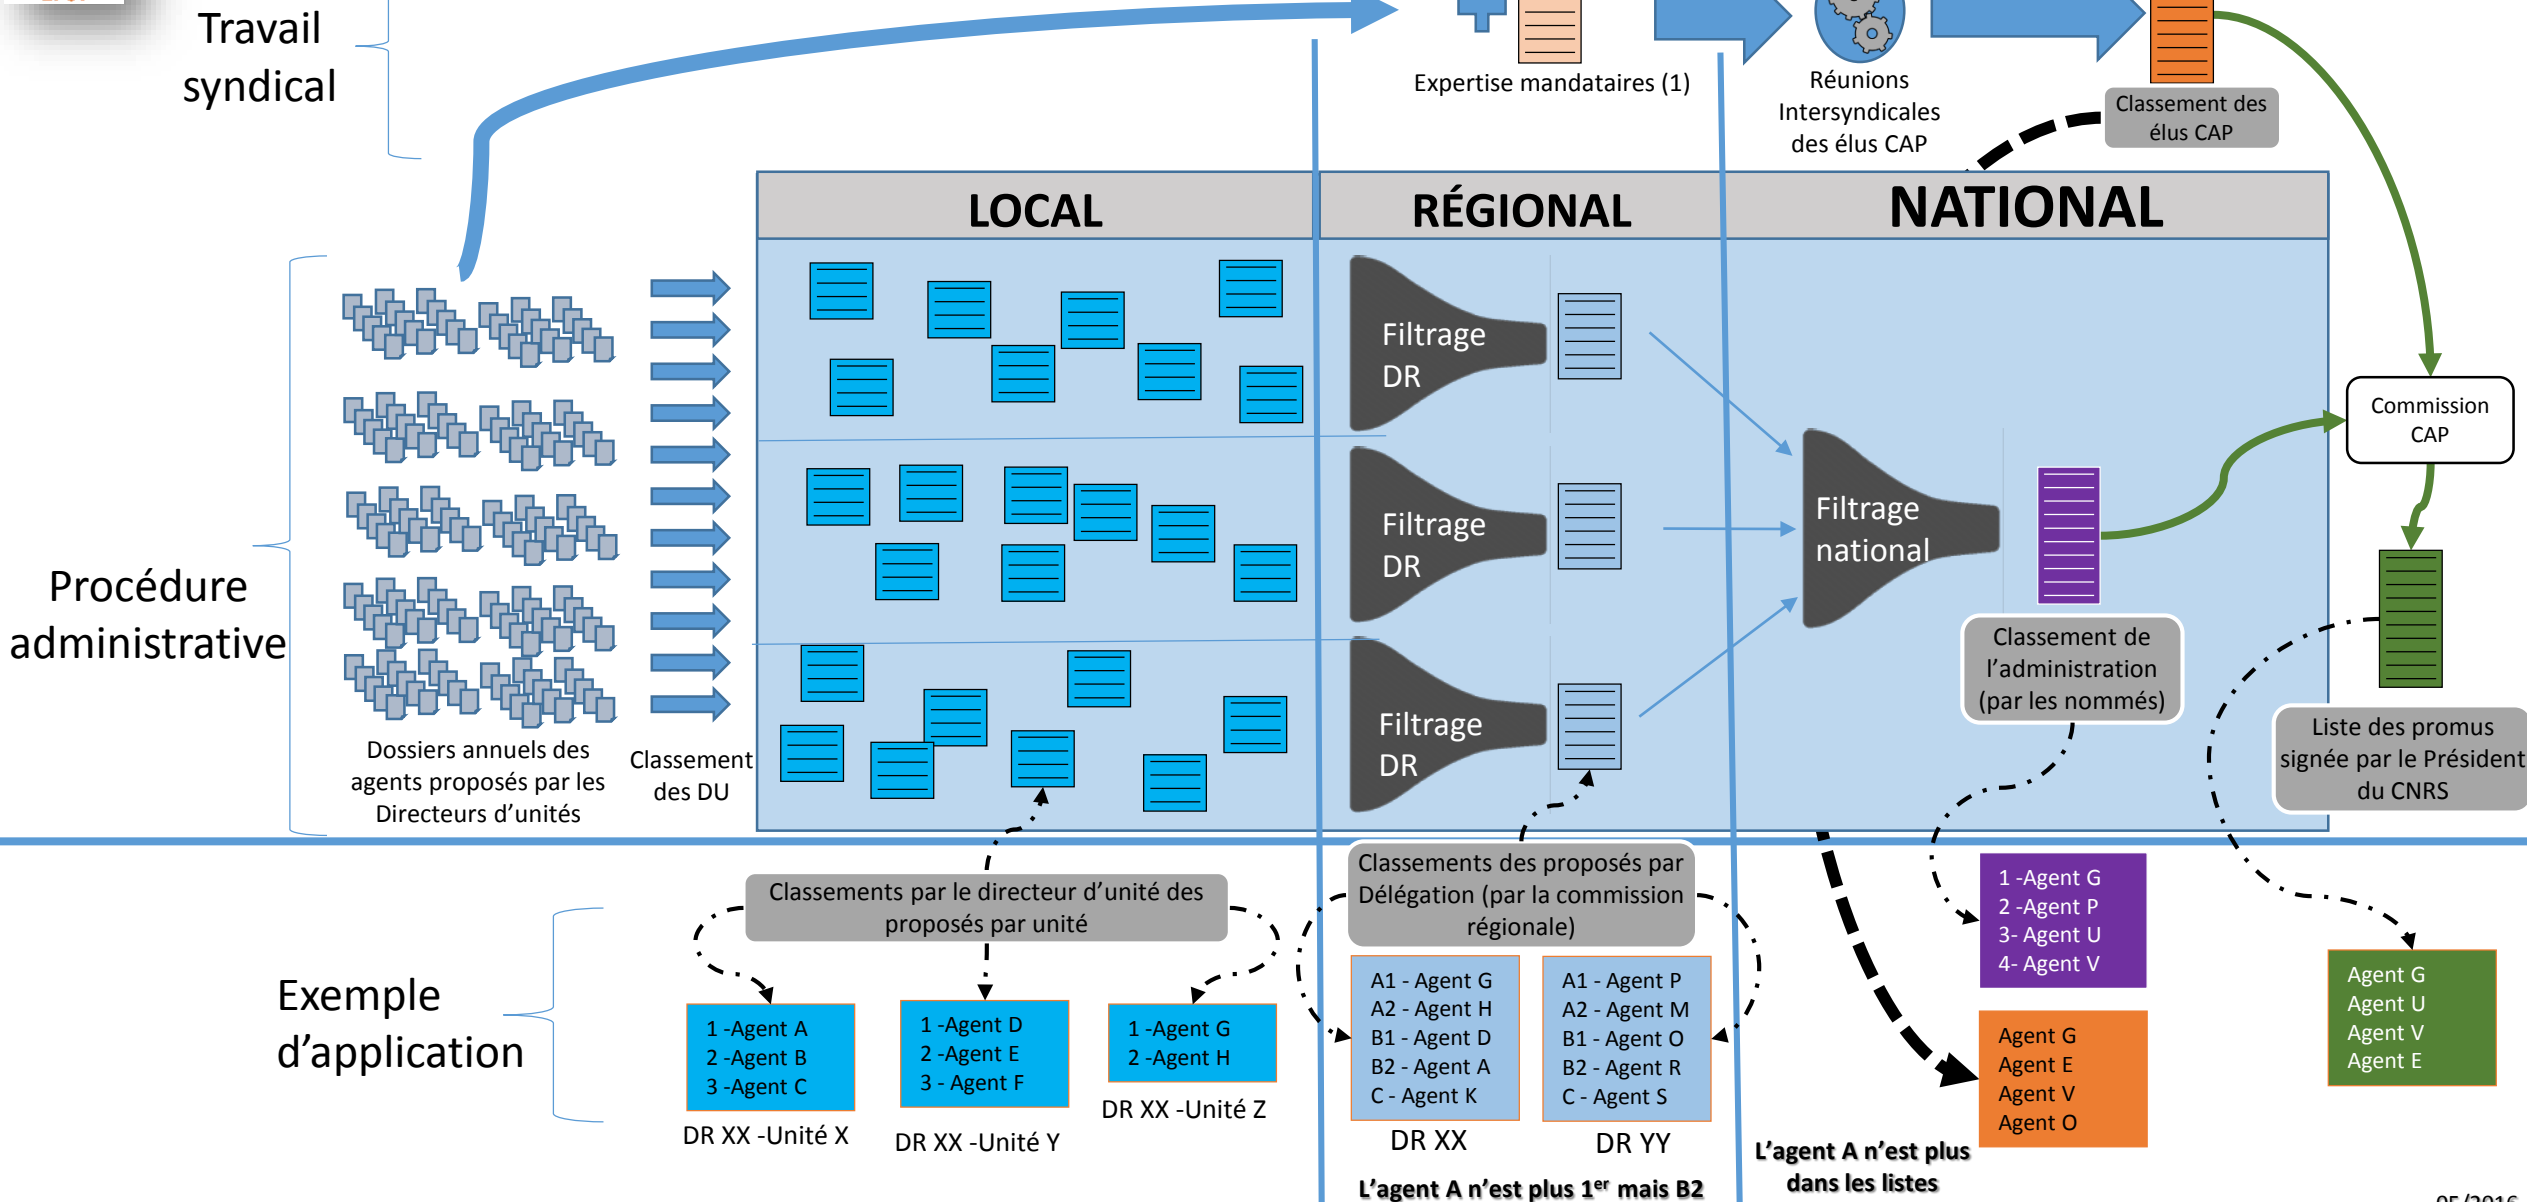 Travail
syndical
Expertise mandataires (1)
Réunions
Intersyndicales
des élus CAP
Classement des
élus CAP
LOCAL
RÉGIONAL
NATIONAL
Procédure
administrative
Dossiers annuels des
agents proposés par les
Directeurs d'unités
Classement
des DU
Filtrage
DR
Filtrage
DR
Filtrage
DR
Filtrage
national
Classement de
l'administration
(par les nommés)
Commission
CAP
Liste des promus
signée par le Président
du CNRS
Exemple
d'application
Classements par le directeur d'unité des
proposés par unité
1 -Agent A
2 -Agent B
3 -Agent C
DR XX -Unité X
1 -Agent D
2 -Agent E
3 - Agent F
DR XX -Unité Y
1 -Agent G
2 -Agent H
DR XX -Unité Z
Classements des proposés par
Délégation (par la commission
régionale)
A1 - Agent G
A2 - Agent H
B1 - Agent D
B2 - Agent A
C - Agent K
DR XX
A1 - Agent P
A2 - Agent M
B1 - Agent O
B2 - Agent R
C - Agent S
DR YY
L'agent A n'est plus 1er mais B2
1 -Agent G
2 -Agent P
3- Agent U
4- Agent V
Agent G
Agent E
Agent V
Agent O
L'agent A n'est plus
dans les listes
Agent G
Agent U
Agent V
Agent E
05/2016